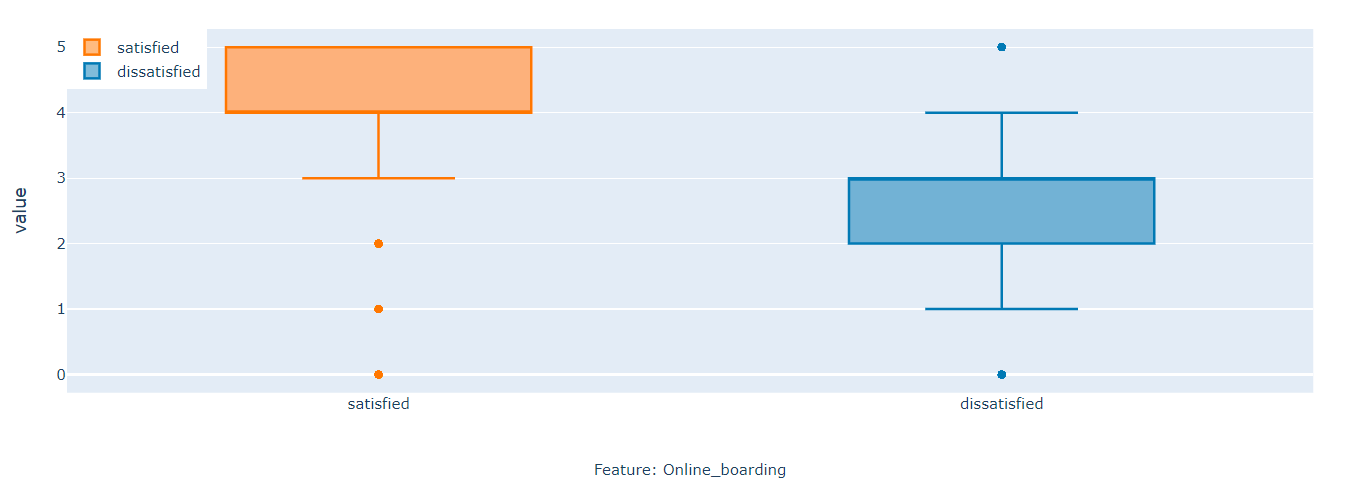 satisfied
dissatisfied
value
5
4
3
2
1
0
satisfied
dissatisfied
Feature: Online_boarding